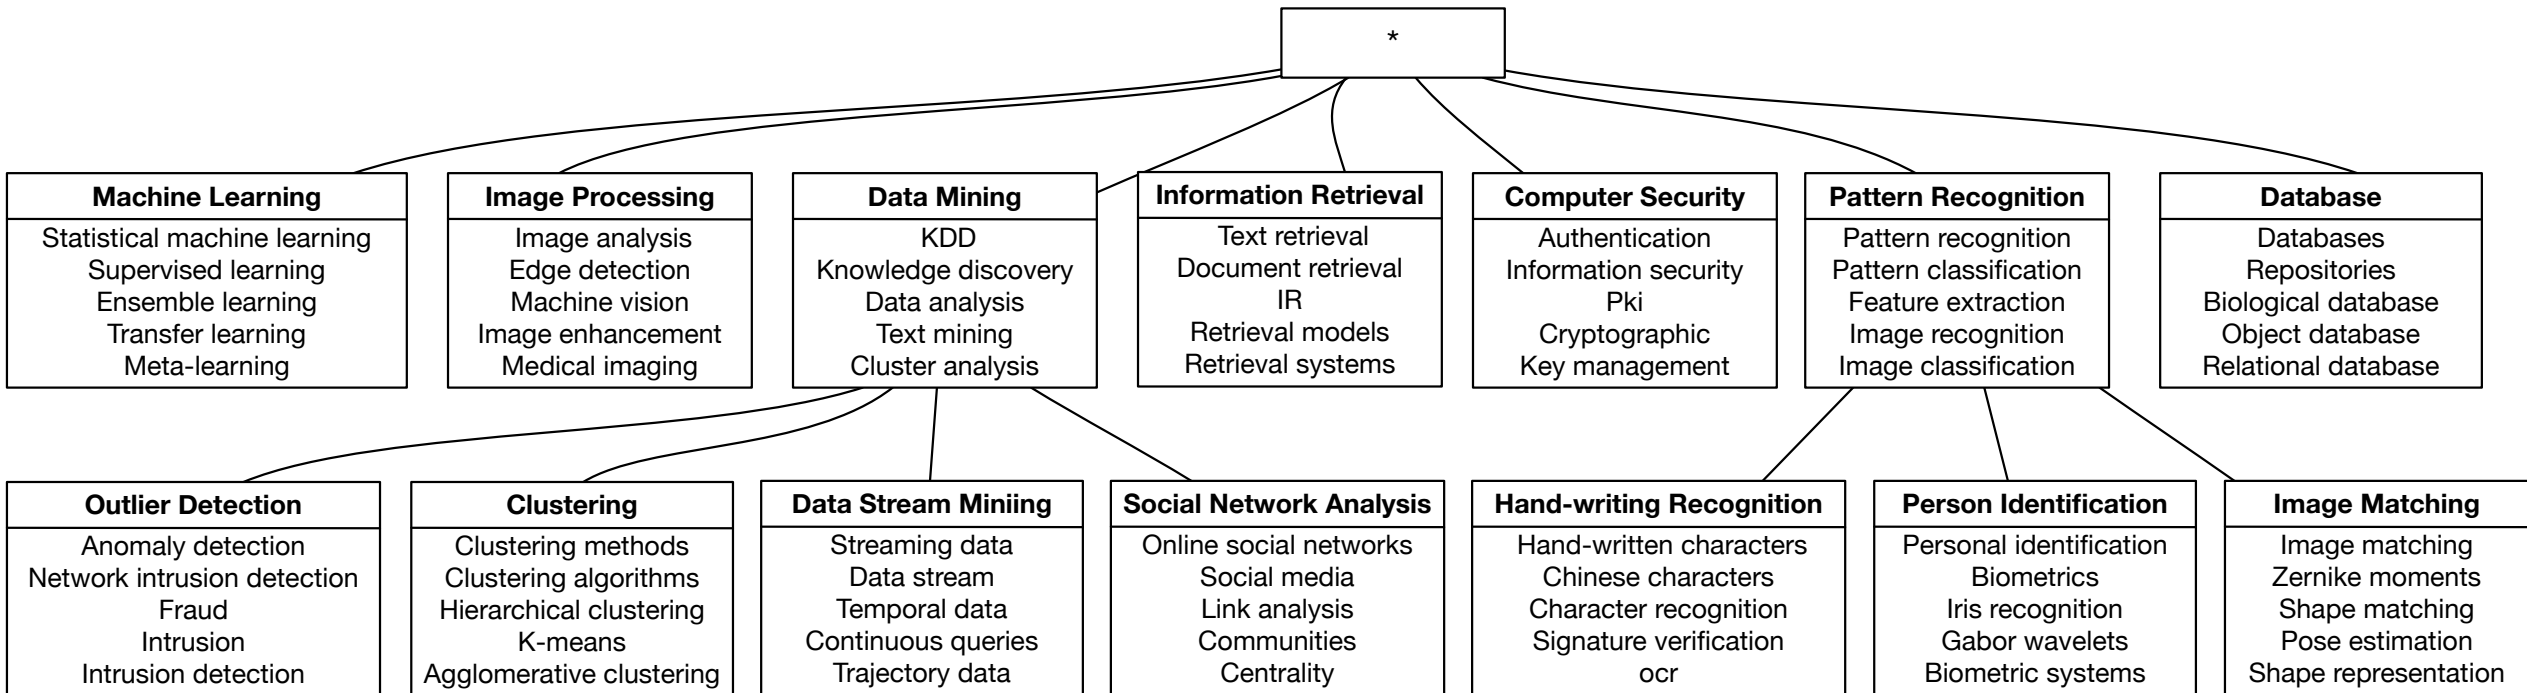 *
Machine Learning
Statistical machine learning
Supervised learning
Ensemble learning
Transfer learning
Meta-learning
Image Processing
Image analysis
Edge detection
Machine vision
Image enhancement
Medical imaging
Data Mining
KDD
Knowledge discovery
Data analysis
Text mining
Cluster analysis
Information Retrieval
Text retrieval
Document retrieval
IR
Retrieval models
Retrieval systems
Computer Security
Authentication
Information security
Pki
Cryptographic
Key management
Pattern Recognition
Pattern recognition
Pattern classification
Feature extraction
Image recognition
Image classification
Database
Databases
Repositories
Biological database
Object database
Relational database
Outlier Detection
Anomaly detection
Network intrusion detection
Fraud
Intrusion
Intrusion detection
Clustering
Clustering methods
Clustering algorithms
Hierarchical clustering
K-means
Agglomerative clustering
Data Stream Miniing
Streaming data
Data stream
Temporal data
Continuous queries
Trajectory data
Social Network Analysis
Online social networks
Social media
Link analysis
Communities
Centrality
Hand-writing Recognition
Hand-written characters
Chinese characters
Character recognition
Signature verification
ocr
Person Identification
Personal identification
Biometrics
Iris recognition
Gabor wavelets
Biometric systems
Image Matching
Image matching
Zernike moments
Shape matching
Pose estimation
Shape representation